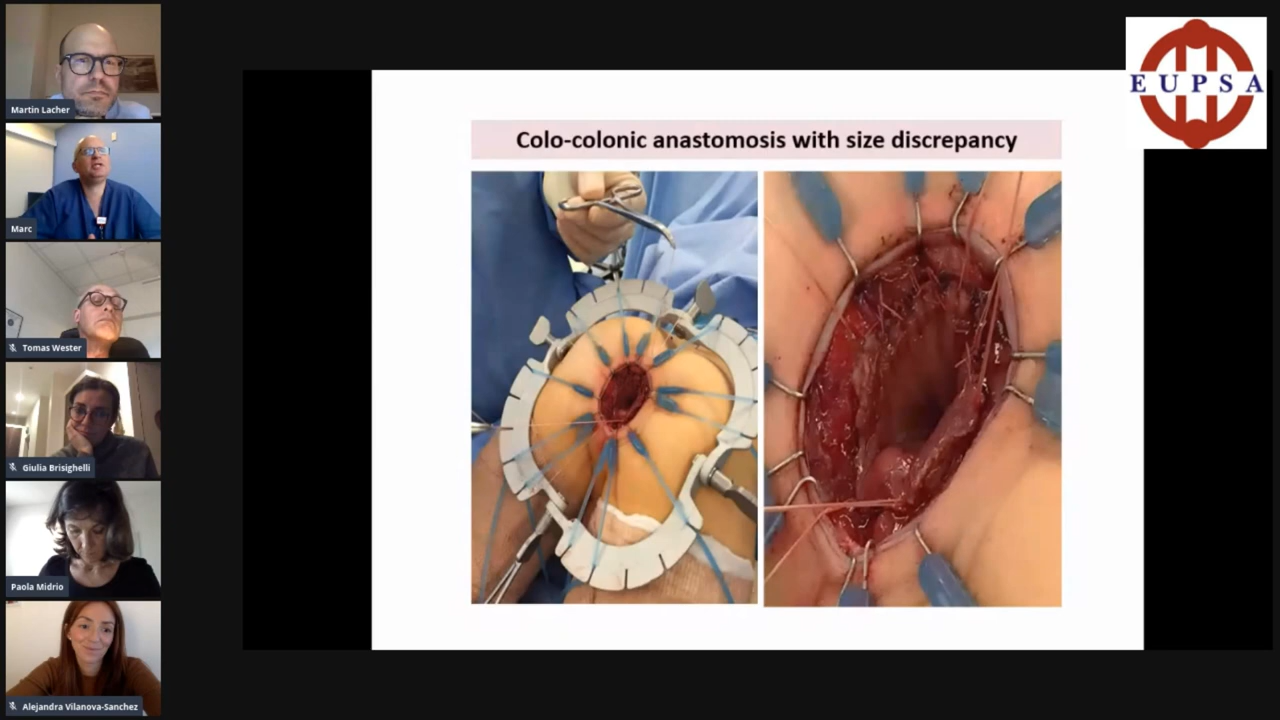 Martin Lacher
Marc
Tomas Wester
Giulia Brisighelli
Paola Midrio
Alejandra Vilanova-Sanchez
Colo-colonic anastomosis with size discrepancy
EUPSA